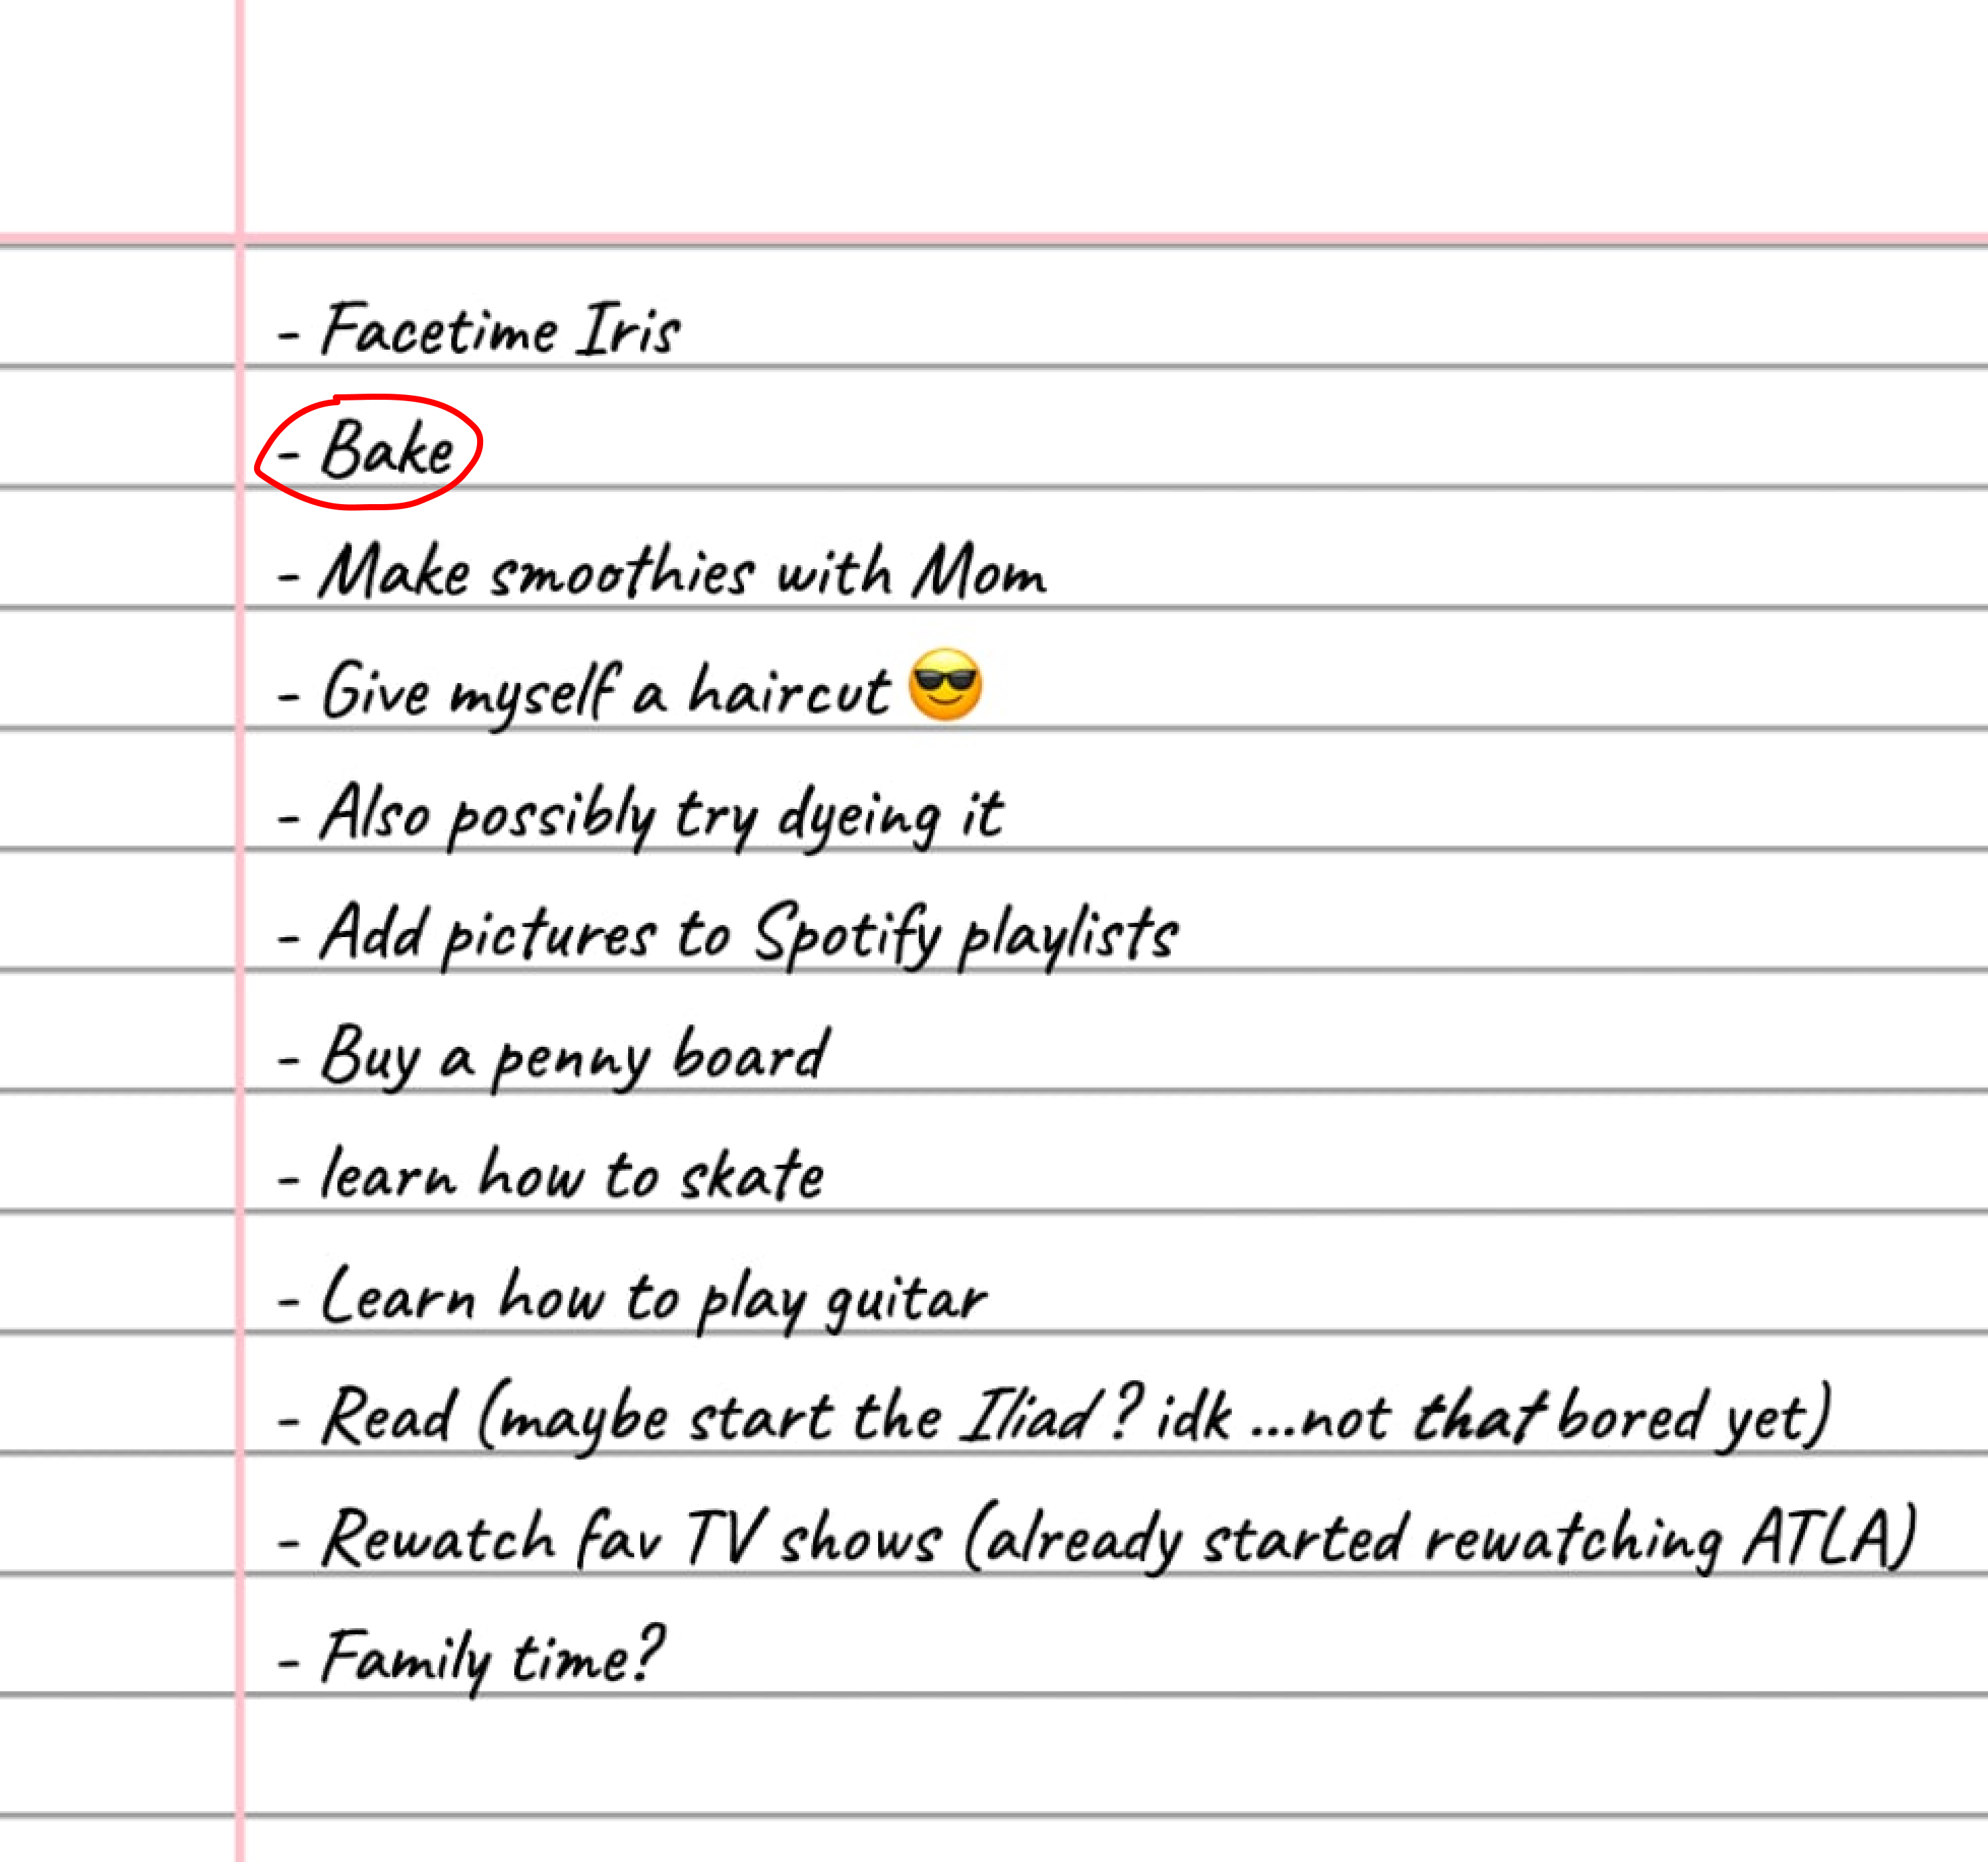 - Facetime Iris
- Bake
- Make smoothies with Mom
- Give myself a haircut 😎
- Also possibly try dyeing it
- Add pictures to Spotify playlists
- Buy a penny board
- learn how to skate
- Learn how to play guitar
- Read (maybe start the Iliad? idk ...not that bored yet)
- Rewatch fav TV shows (already started rewatching ATLA)
- Family time?